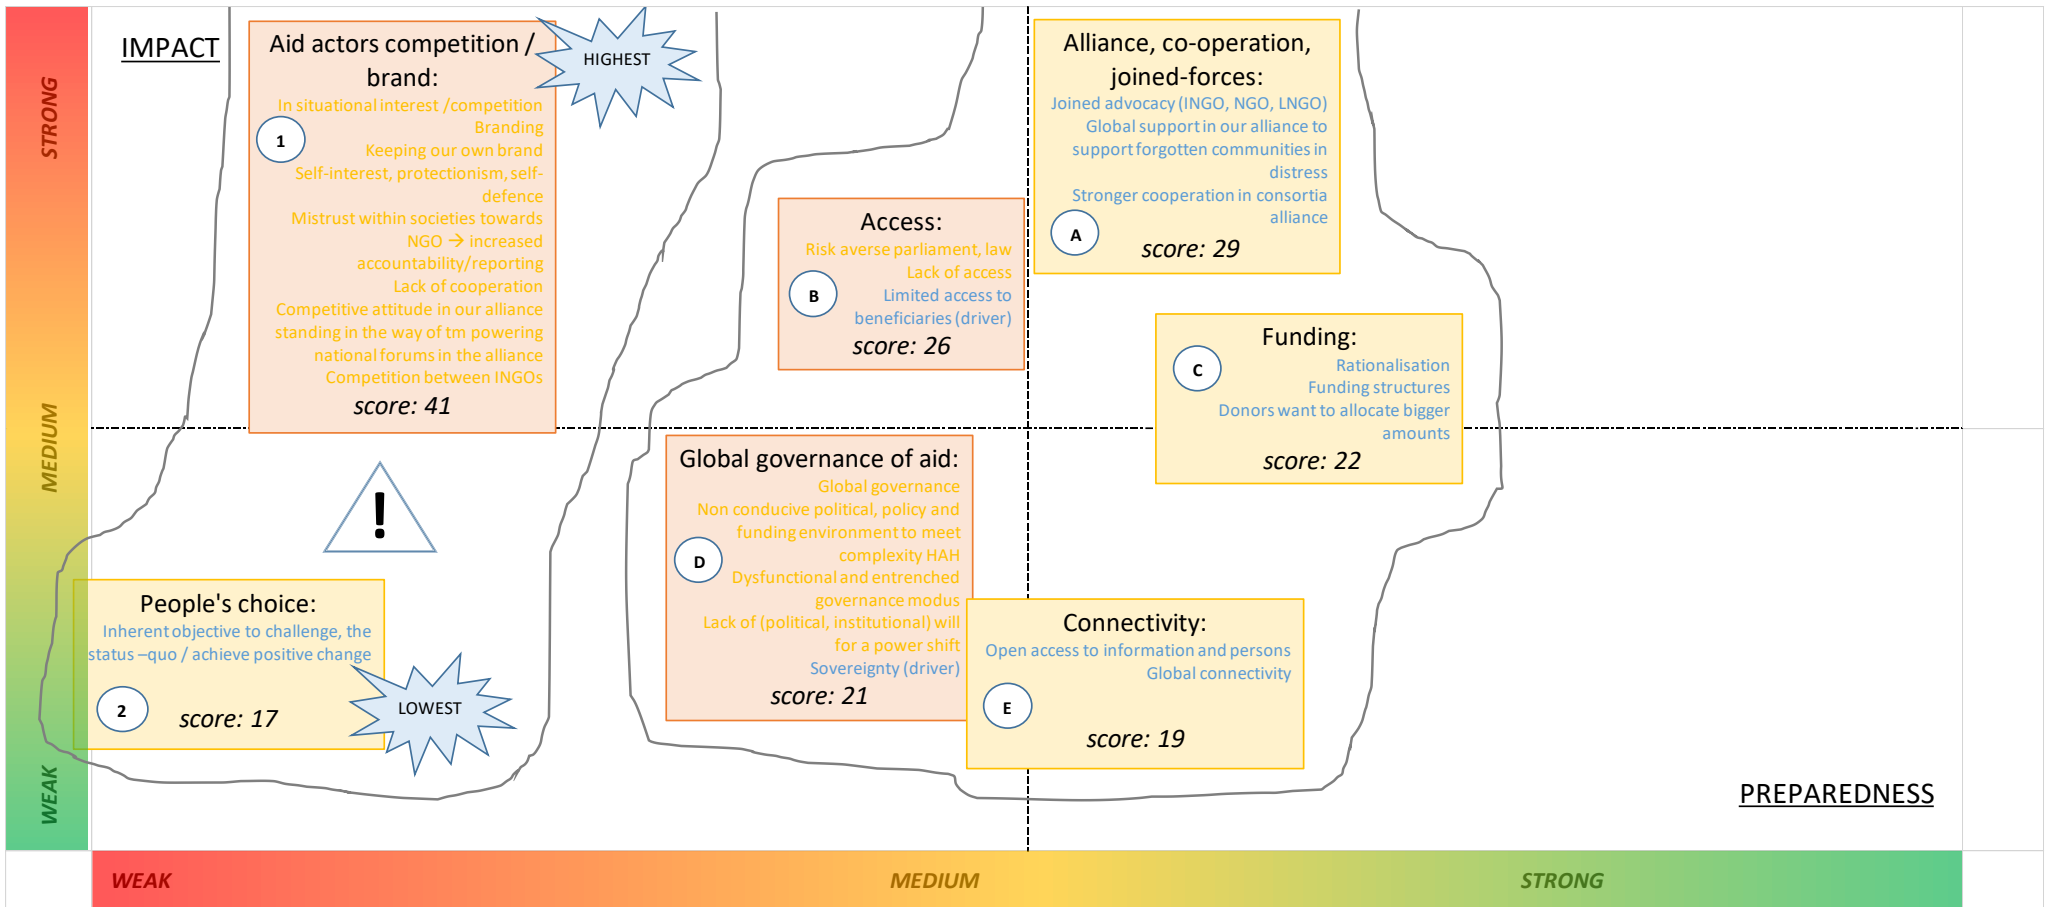 IMPACT
STRONG
MEDIUM
WEAK
Aid actors competition /
brand:
In situational interest /competition
Branding
Keeping our own brand
Self-interest, protectionism, self-
defence
Mistrust within societies towards
NGO → increased
accountability/reporting
Lack of cooperation
Competitive attitude in our alliance
standing in the way of tm powering
national forums in the alliance
Competition between INGOs
score: 41
1
HIGHEST
Alliance, co-operation,
joined-forces:
Joined advocacy (INGO, NGO, LNGO)
Global support in our alliance to
support forgotten communities in
distress
Stronger cooperation in consortia
alliance
score: 29
A
Access:
Risk averse parliament, law
Lack of access
Limited access to
beneficiaries (driver)
score: 26
B
Funding:
Rationalisation
Funding structures
Donors want to allocate bigger
amounts
score: 22
C
!
Global governance of aid:
Global governance
Non conducive political, policy and
funding environment to meet
complexity HAH
Dysfunctional and entrenched
governance modus
Lack of (political, institutional) will
for a power shift
Sovereignty (driver)
score: 21
D
People's choice:
Inherent objective to challenge, the
status –quo / achieve positive change
score: 17
2
LOWEST
Connectivity:
Open access to information and persons
Global connectivity
score: 19
E
PREPAREDNESS
WEAK
MEDIUM
STRONG